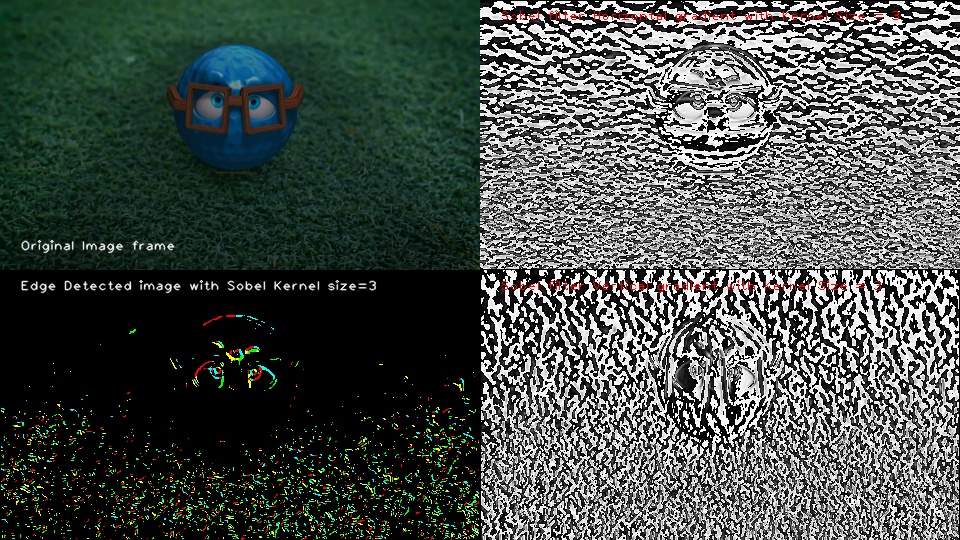 Sobel filter Horizontal gradient with Kernel Size = 3
Original Image frame
Edge Detected image with Sobel Kernel size=3
Sobel filter Vertical gradient with Kernel Size = 3